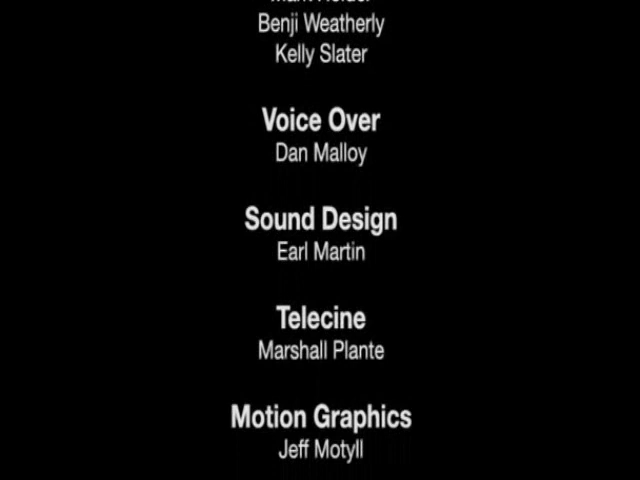 Benji Weatherly
Kelly Slater
Voice Over
Dan Malloy
Sound Design
Earl Martin
Telecine
Marshall Plante
Motion Graphics
Jeff Motyll